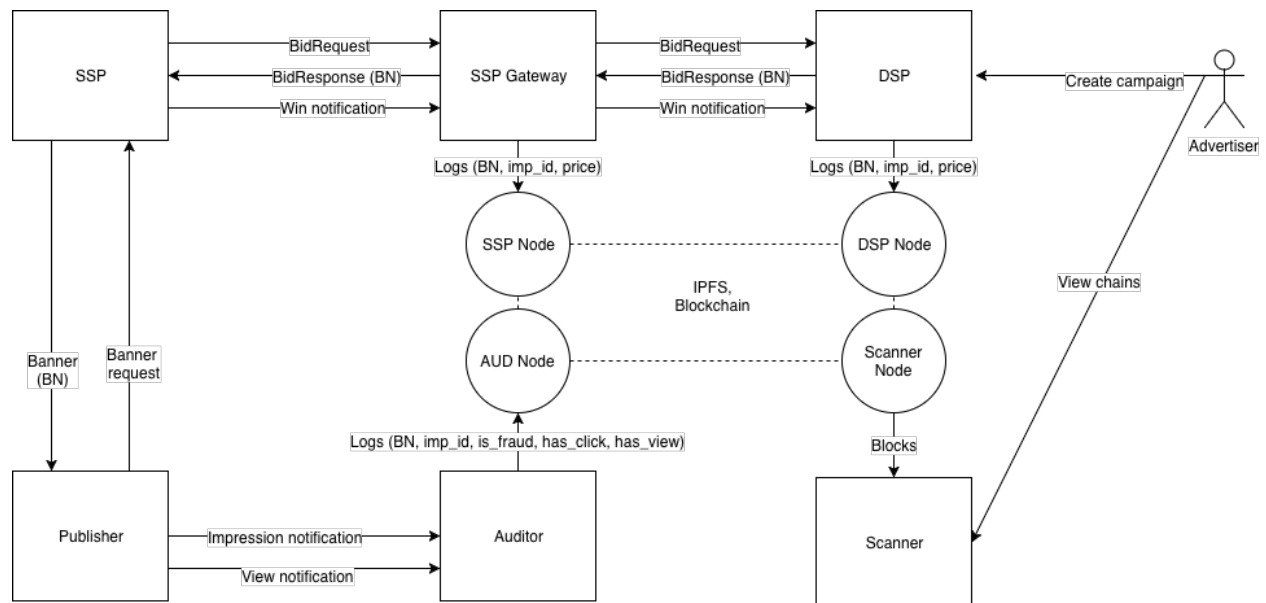 BidRequest
BidRequest
SSP
BidResponse (BN)
SSP Gateway
BidResponse (BN)
DSP
Create campaign
Win notification
Win notification
Advertiser
Logs (BN, imp_id, price)
Logs (BN, imp_id, price)
SSP Node
DSP Node
IPFS,
Blockchain
View chains
Banner
(BN)
Banner
request
AUD Node
Scanner
Node
Logs (BN, imp_id, is_fraud, has_click, has_view)
Blocks
Publisher
Impression notification
Auditor
Scanner
View notification